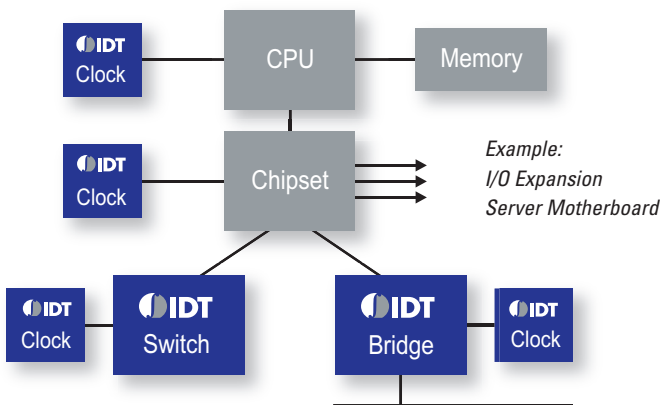 IDT
Clock
CPU
Memory
IDT
Clock
Chipset
Example:
I/O Expansion
Server Motherboard
IDT
Clock
IDT
Switch
IDT
Bridge
IDT
Clock